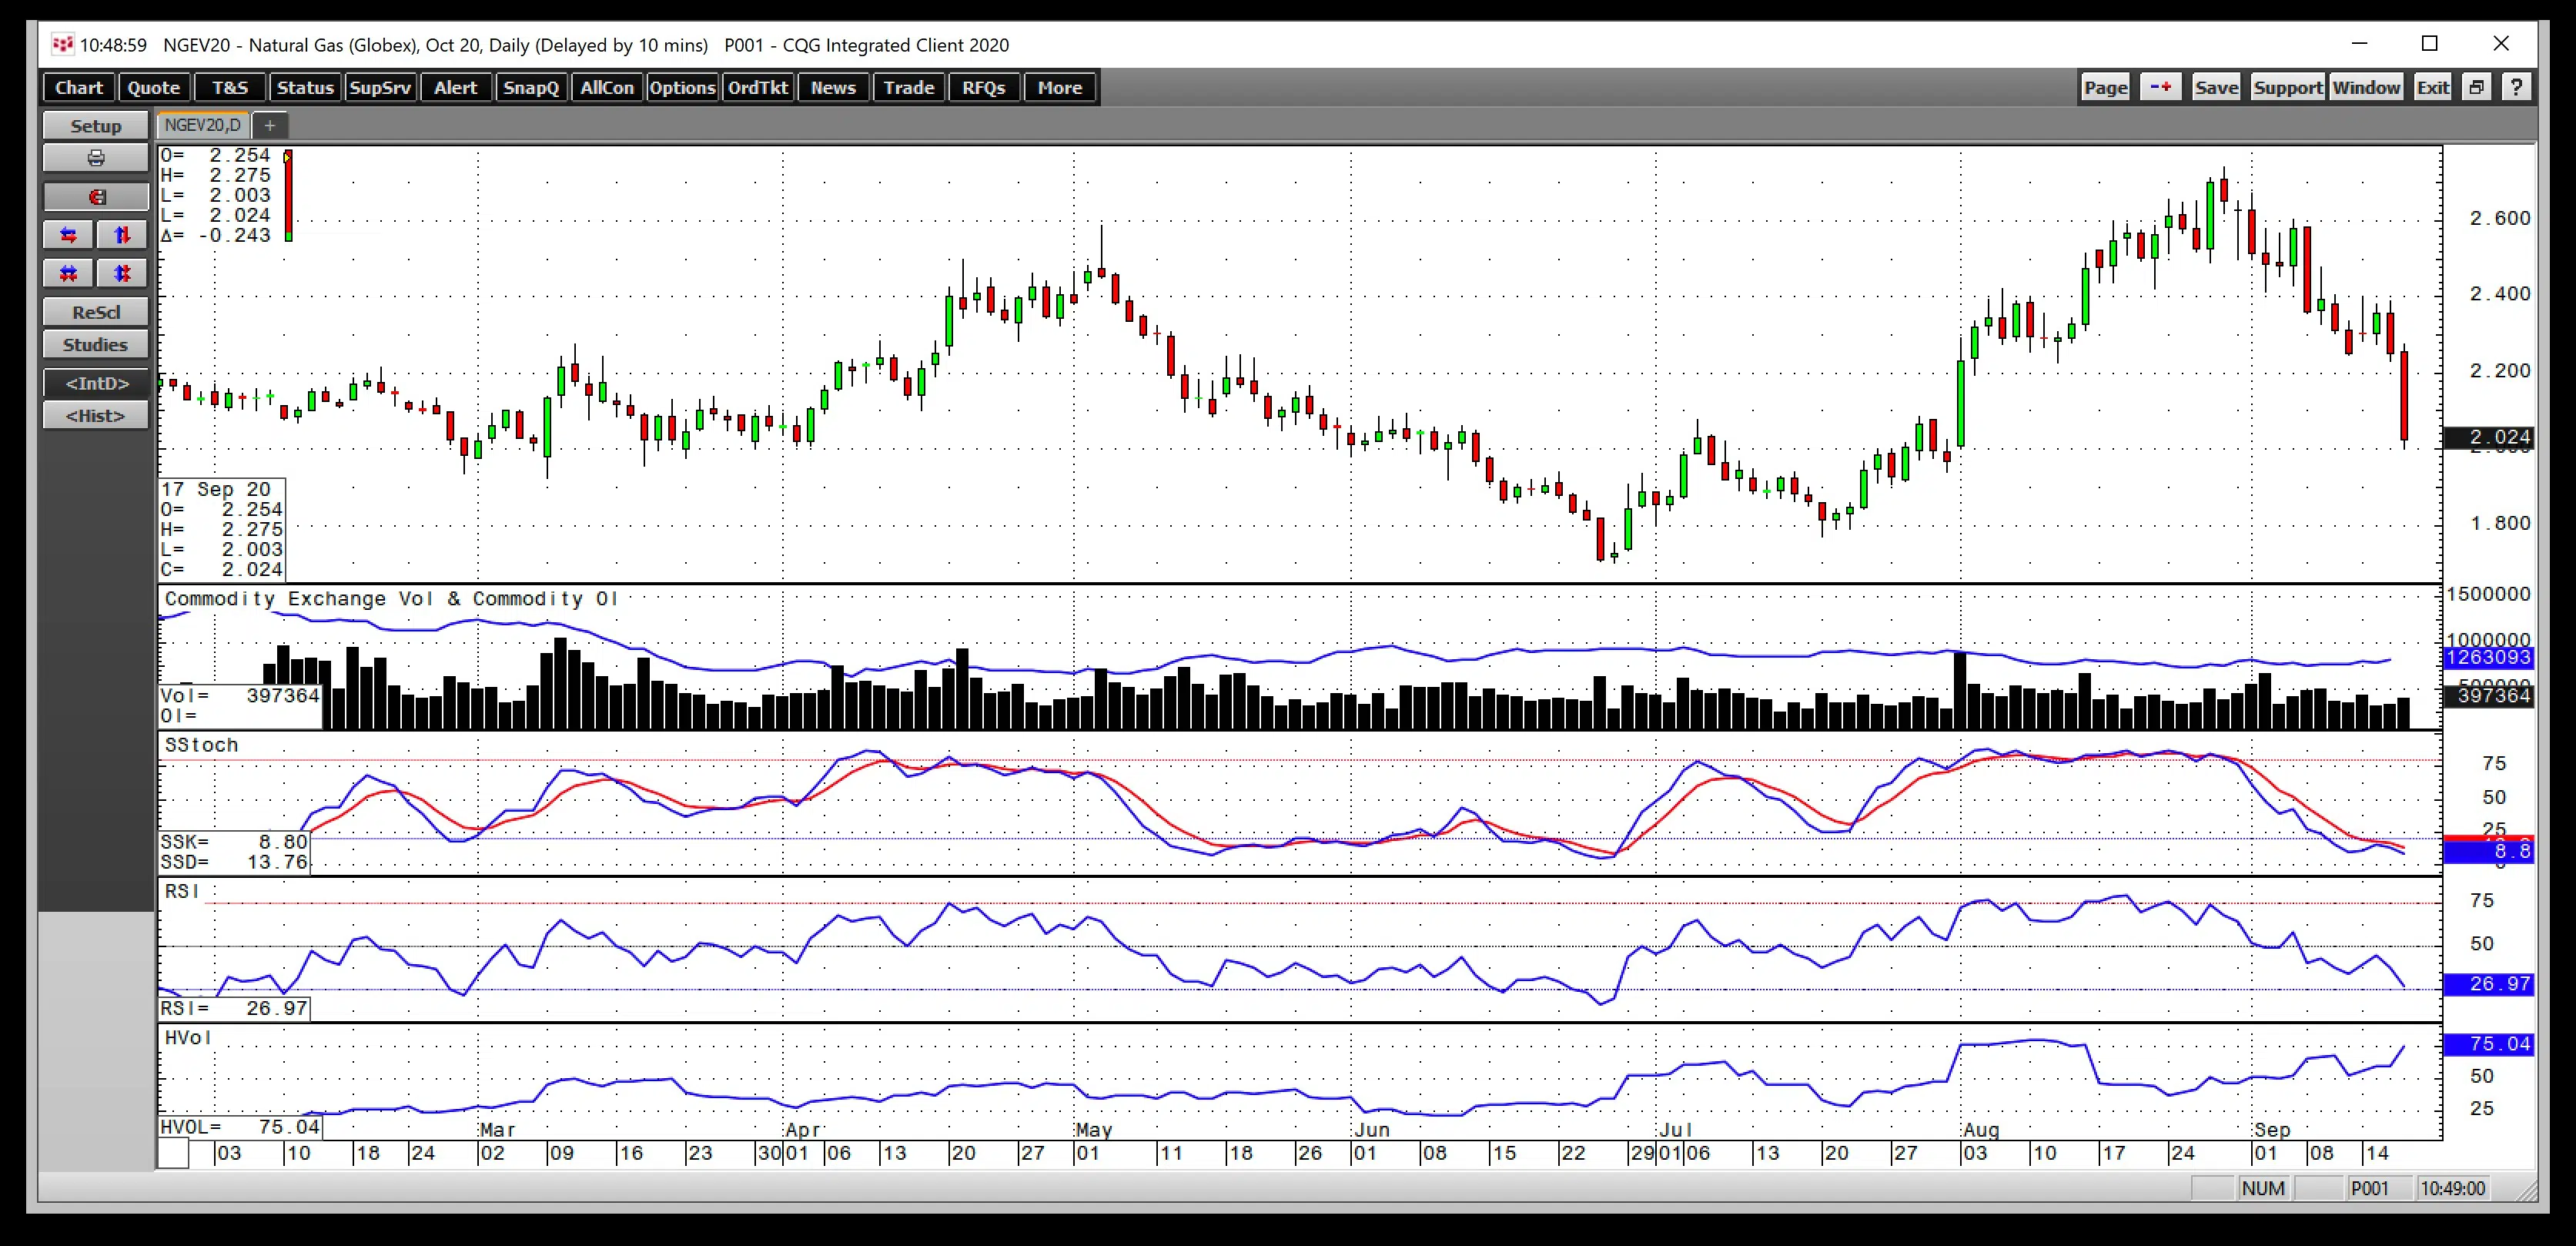 10:48:59 NGEV20 - Natural Gas (Globex), Oct 20, Daily (Delayed by 10 mins) P001 - CQG Integrated Client 2020
Chart Quote T&S Status SupSrv Alert SnapQ AllCon Options OrdTkt News Trade RFQs More Page -+ Save Support Window Exit ?
Setup
NGEV20,D +
ReScl
Studies
<IntD>
<Hist>
O= 2.254
H= 2.275
L= 2.003
L= 2.024
Δ= -0.243
2.600
2.400
2.200
2.024
1.800
17 Sep 20
O= 2.254
H= 2.275
L= 2.003
C= 2.024
Commodity Exchange Vol & Commodity OI
1500000
1000000
1263093
397364
Vol= 397364
OI=
SStoch
75
50
25
8.8
SSK= 8.80
SSD= 13.76
RSI
75
50
26.97
RSI= 26.97
HVol
75.04
50
25
HVOL= 75.04
Mar Apr May Jun Jul Aug Sep
03 10 18 24 02 09 16 23 30 01 06 13 20 27 01 11 18 26 01 08 15 22 29 01 06 13 20 27 03 10 17 24 01 08 14
NUM P001 10:49:00